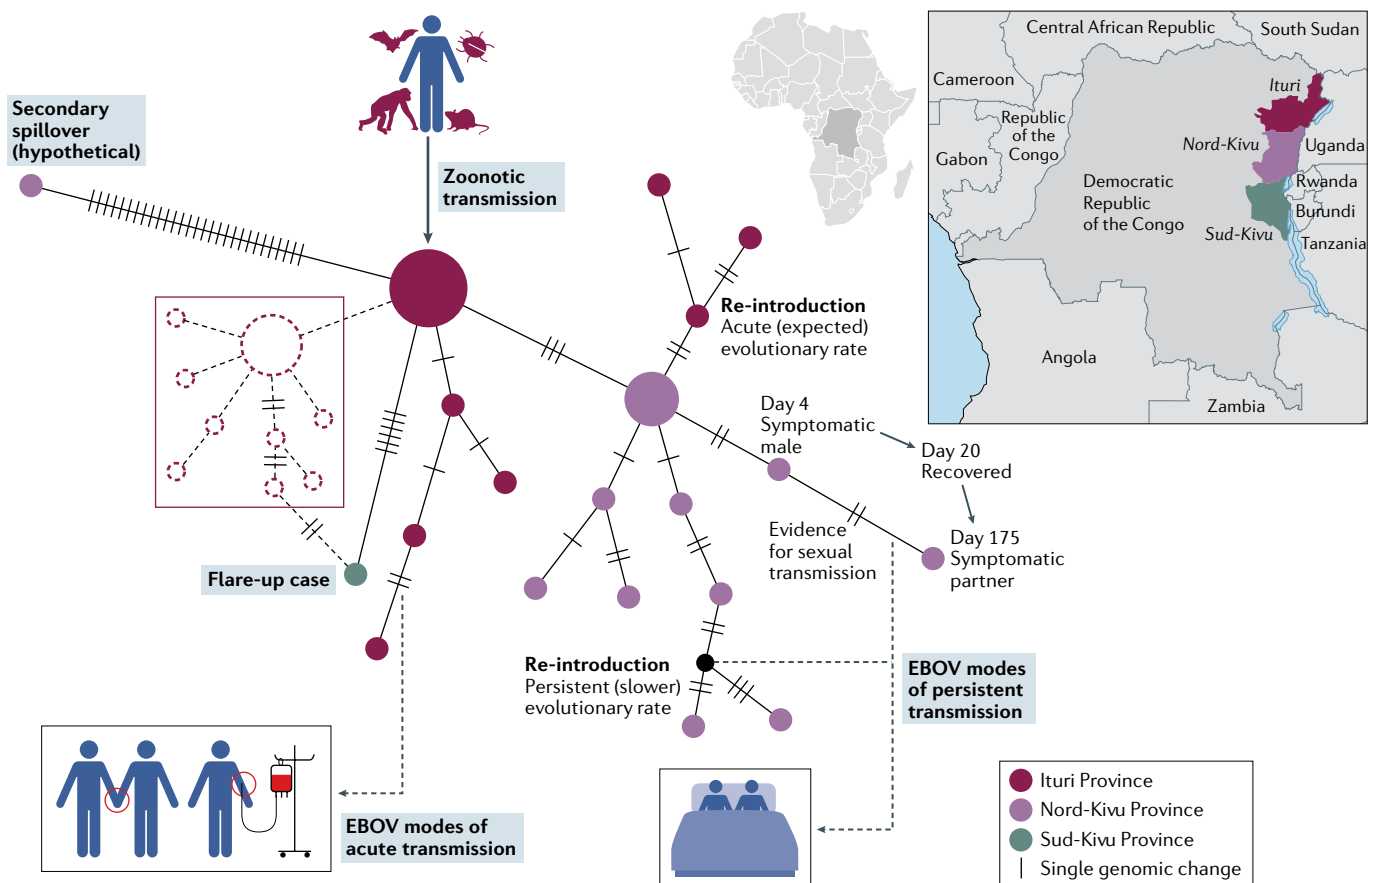 Secondary
spillover
(hypothetical)
Zoonotic
transmission
Central African Republic
South Sudan
Cameroon
Ituri
Republic
of the
Congo
Nord-Kivu
Uganda
Gabon
Democratic
Republic
of the Congo
Rwanda
Burundi
Sud-Kivu
Tanzania
Angola
Zambia
Re-introduction
Acute (expected)
evolutionary rate
Day 4
Symptomatic
male
Day 20
Recovered
Evidence
for sexual
transmission
Day 175
Symptomatic
partner
Flare-up case
Re-introduction
Persistent (slower)
evolutionary rate
EBOV modes
of persistent
transmission
EBOV modes of
acute transmission
Ituri Province
Nord-Kivu Province
Sud-Kivu Province
Single genomic change